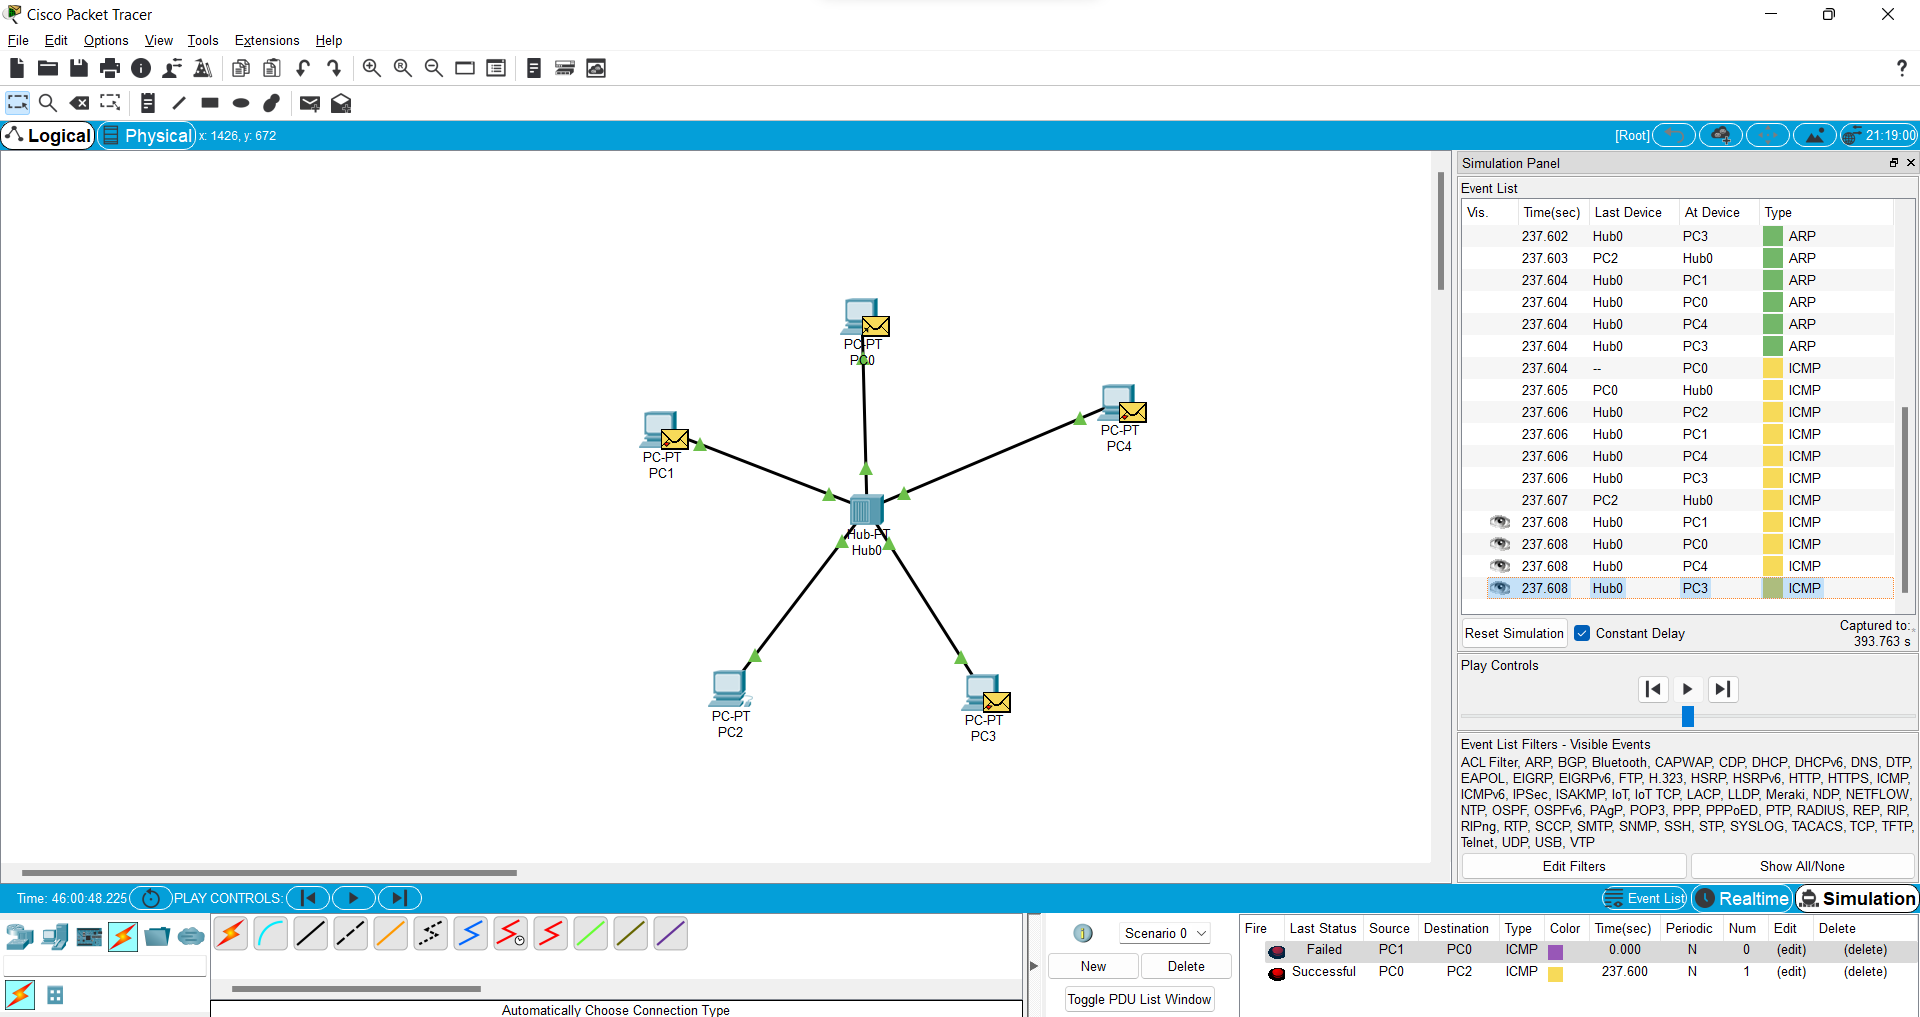 Cisco Packet Tracer
File Edit Options View Tools Extensions Help
Logical Physical x: 1426, y: 672 [Root] 21:19:00
Simulation Panel
Event List
Vis. Time(sec) Last Device At Device Type
237.602 Hub0 PC3 ARP
237.603 PC2 Hub0 ARP
237.604 Hub0 PC1 ARP
237.604 Hub0 PC0 ARP
237.604 Hub0 PC4 ARP
237.604 Hub0 PC3 ARP
237.604 -- PC0 ICMP
237.605 PC0 Hub0 ICMP
237.606 Hub0 PC2 ICMP
237.606 Hub0 PC1 ICMP
237.606 Hub0 PC4 ICMP
237.606 Hub0 PC3 ICMP
237.607 PC2 Hub0 ICMP
237.608 Hub0 PC1 ICMP
237.608 Hub0 PC0 ICMP
237.608 Hub0 PC4 ICMP
237.608 Hub0 PC3 ICMP
Reset Simulation Constant Delay Captured to:
393.763 s
Play Controls
Event List Filters - Visible Events
ACL Filter, ARP, BGP, Bluetooth, CAPWAP, CDP, DHCP, DHCPv6, DNS, DTP,
EAPOL, EIGRP, EIGRPv6, FTP, H.323, HSRP, HSRPv6, HTTP, HTTPS, ICMP,
ICMPv6, IPSec, ISAKMP, IoT, IoT TCP, LACP, LLDP, Meraki, NDP, NETFLOW,
NTP, OSPF, OSPFv6, PAgP, POP3, PPP, PPPoED, PTP, RADIUS, REP, RIP,
RIPng, RTP, SCCP, SMTP, SNMP, SSH, STP, SYSLOG, TACACS, TCP, TFTP,
Telnet, UDP, USB, VTP
Edit Filters Show All/None
PC-PT
PC0
PC-PT
PC4
PC-PT
PC1
Hub-PT
Hub0
PC-PT
PC2
PC-PT
PC3
Time: 46:00:48.225 PLAY CONTROLS: Event List Realtime Simulation
Scenario 0
New Delete
Toggle PDU List Window
Fire Last Status Source Destination Type Color Time(sec) Periodic Num Edit Delete
Failed PC1 PC0 ICMP 0.000 N 0 (edit) (delete)
Successful PC0 PC2 ICMP 237.600 N 1 (edit) (delete)
Automatically Choose Connection Type